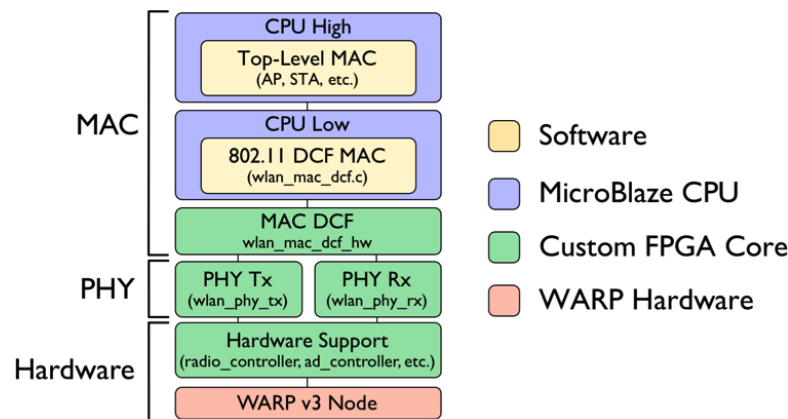 CPU High
Top-Level MAC
(AP, STA, etc.)
MAC
CPU Low
802.11 DCF MAC
(wlan_mac_dcf.c)
MAC DCF
wlan_mac_dcf_hw
PHY
PHY Tx
(wlan_phy_tx)
PHY Rx
(wlan_phy_rx)
Hardware
Hardware Support
(radio_controller, ad_controller, etc.)
WARP v3 Node
Software
MicroBlaze CPU
Custom FPGA Core
WARP Hardware